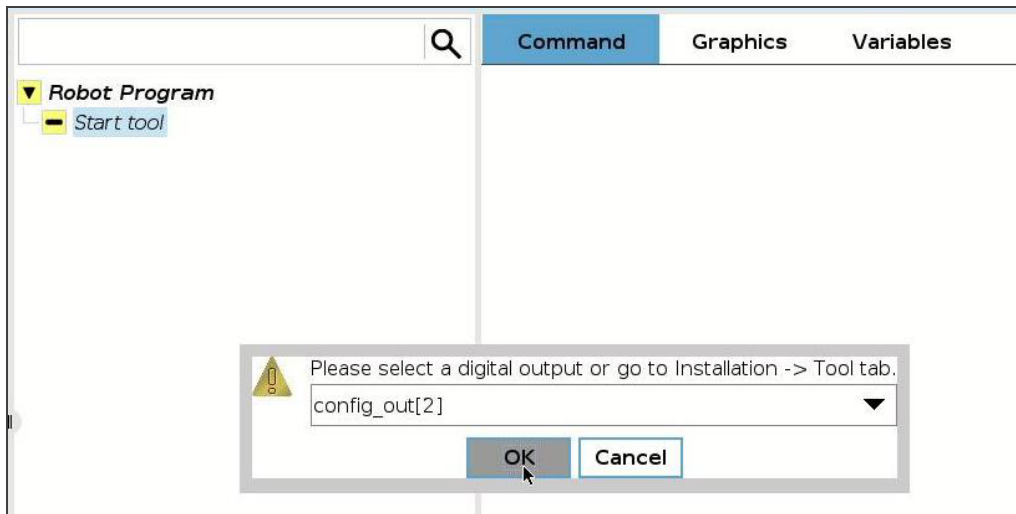 Command Graphics Variables
Robot Program
Start tool
Please select a digital output or go to Installation -> Tool tab.
config_out[2]
OK Cancel